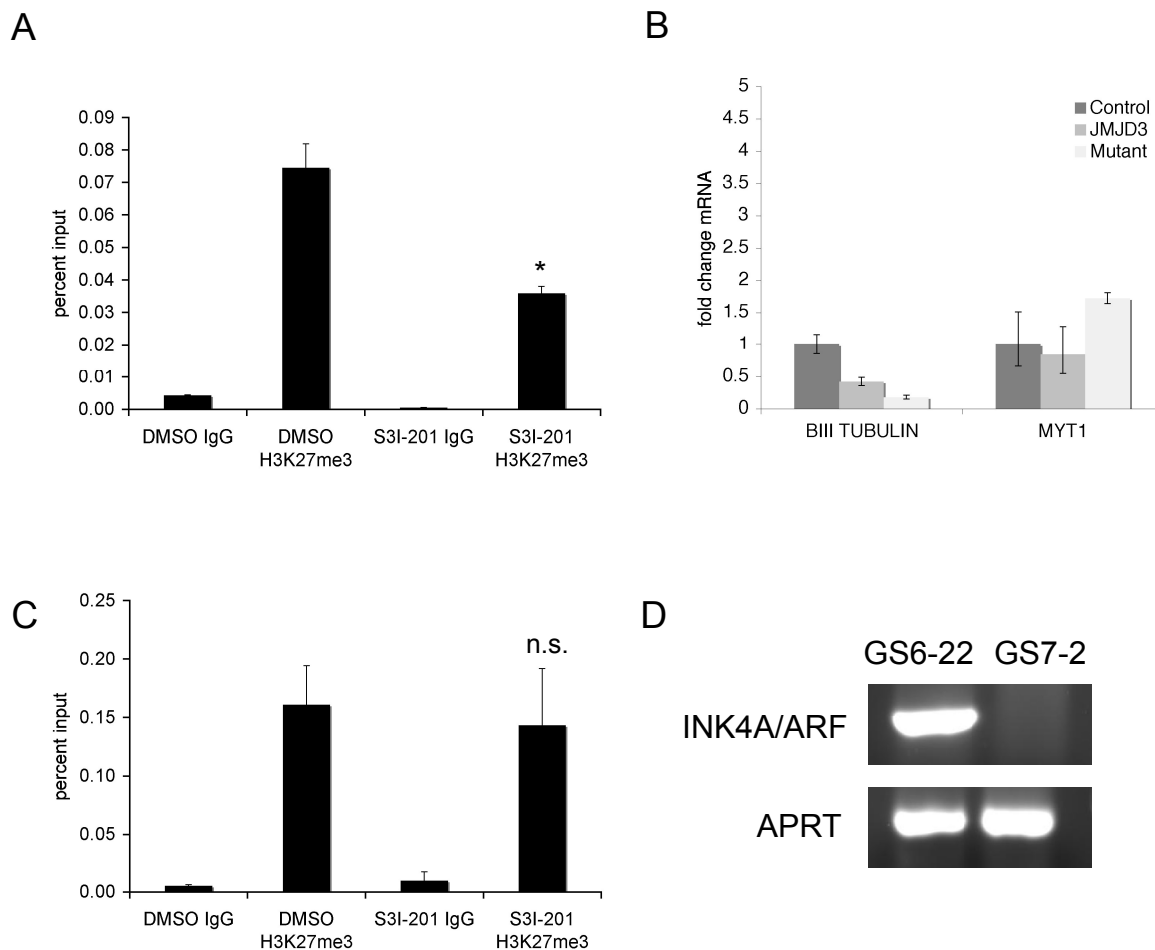 A
0.09
0.08
0.07
0.06
0.05
0.04
0.03
0.02
0.01
0.00
percent input
*
DMSO IgG
DMSO
H3K27me3
S3I-201 IgG
S3I-201
H3K27me3
B
5
4.5
4
3.5
3
2.5
2
1.5
1
0.5
0
fold change mRNA
Control
JMJD3
Mutant
BIII TUBULIN
MYT1
C
0.25
0.20
0.15
0.10
0.05
0.00
percent input
n.s.
DMSO IgG
DMSO
H3K27me3
S3I-201 IgG
S3I-201
H3K27me3
D
GS6-22 GS7-2
INK4A/ARF
APRT